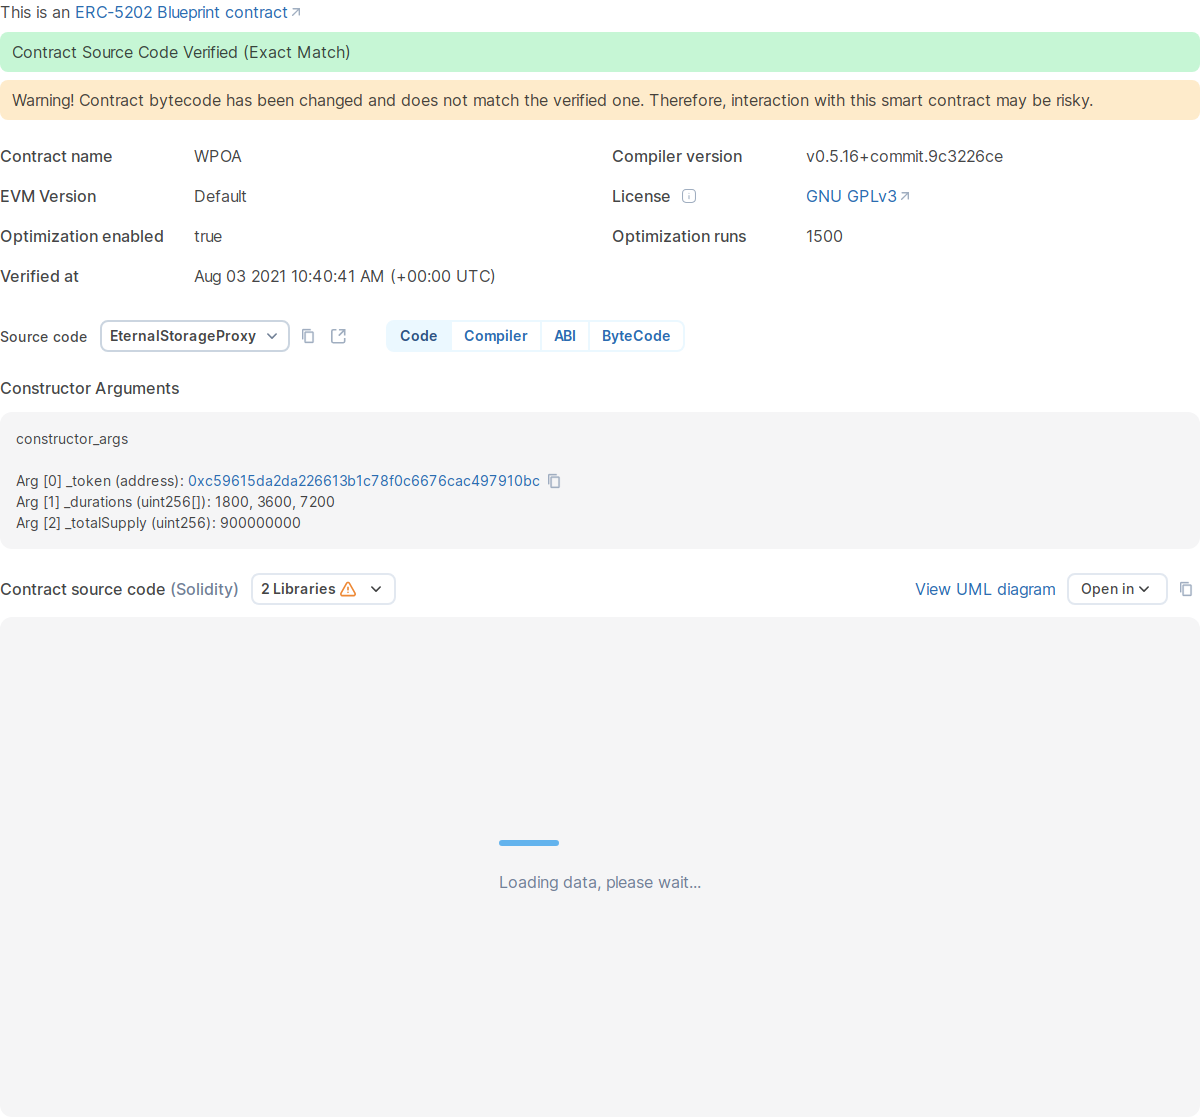 This is an ERC-5202 Blueprint contract
Contract Source Code Verified (Exact Match)
Warning! Contract bytecode has been changed and does not match the verified one. Therefore, interaction with this smart contract may be risky.
Contract name WPOA Compiler version v0.5.16+commit.9c3226ce
EVM Version Default License GNU GPLv3
Optimization enabled true Optimization runs 1500
Verified at Aug 03 2021 10:40:41 AM (+00:00 UTC)
Source code EternalStorageProxy Code Compiler ABI ByteCode
Constructor Arguments
constructor_args
Arg [0] _token (address): 0xc59615da2da226613b1c78f0c6676cac497910bc
Arg [1] _durations (uint256[]): 1800, 3600, 7200
Arg [2] _totalSupply (uint256): 900000000
Contract source code (Solidity) 2 Libraries View UML diagram Open in
Loading data, please wait...